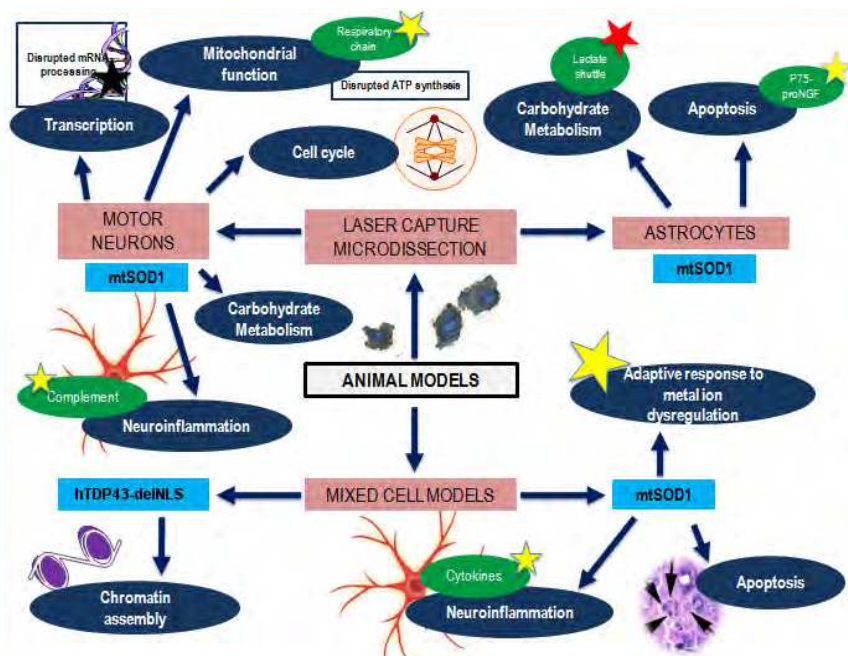 Disrupted mRNA
processing
Transcription
Mitochondrial
function
Respiratory
chain
Disrupted ATP synthesis
Cell cycle
Lactate
shuttle
Carbohydrate
Metabolism
Apoptosis
P75-
proNGF
MOTOR
NEURONS
mtSOD1
LASER CAPTURE
MICRODISSECTION
ASTROCYTES
mtSOD1
Carbohydrate
Metabolism
Complement
Neuroinflammation
ANIMAL MODELS
Adaptive response to
metal ion
dysregulation
hTDP43-delNLS
MIXED CELL MODELS
mtSOD1
Chromatin
assembly
Cytokines
Neuroinflammation
Apoptosis